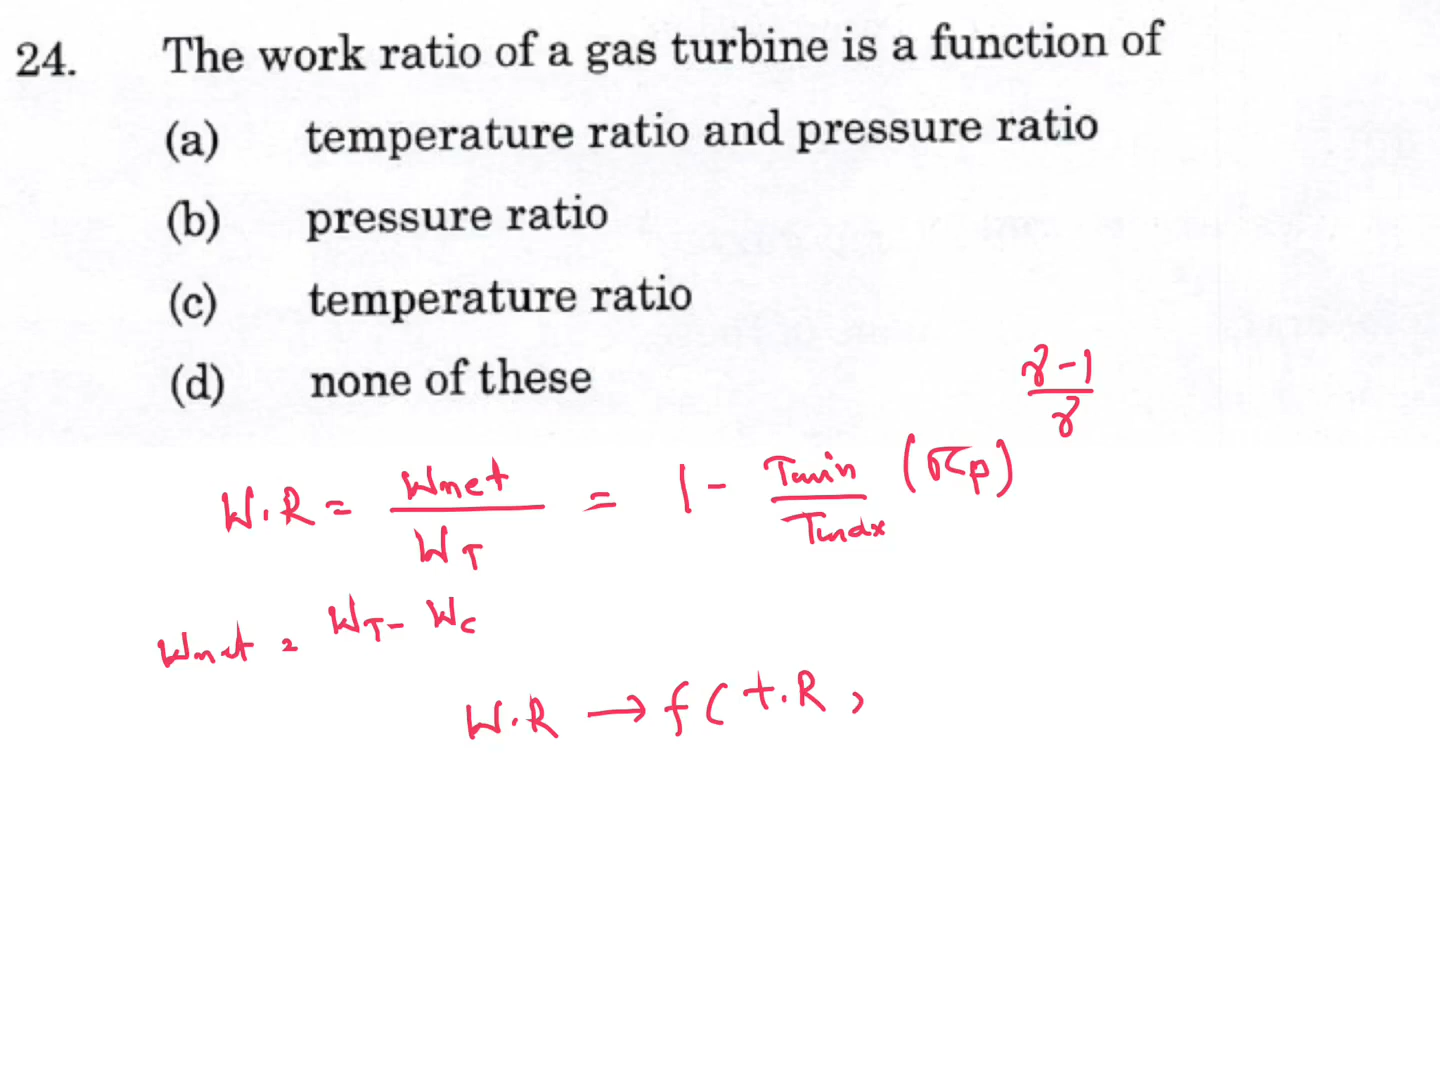 24. The work ratio of a gas turbine is a function of
(a) temperature ratio and pressure ratio
(b) pressure ratio
(c) temperature ratio
(d) none of these
W.R = Wnet / WT = 1 - Tmin / Tmax (rp)^(γ-1)/γ
Wnet = WT - Wc
W.R → f(t.R,